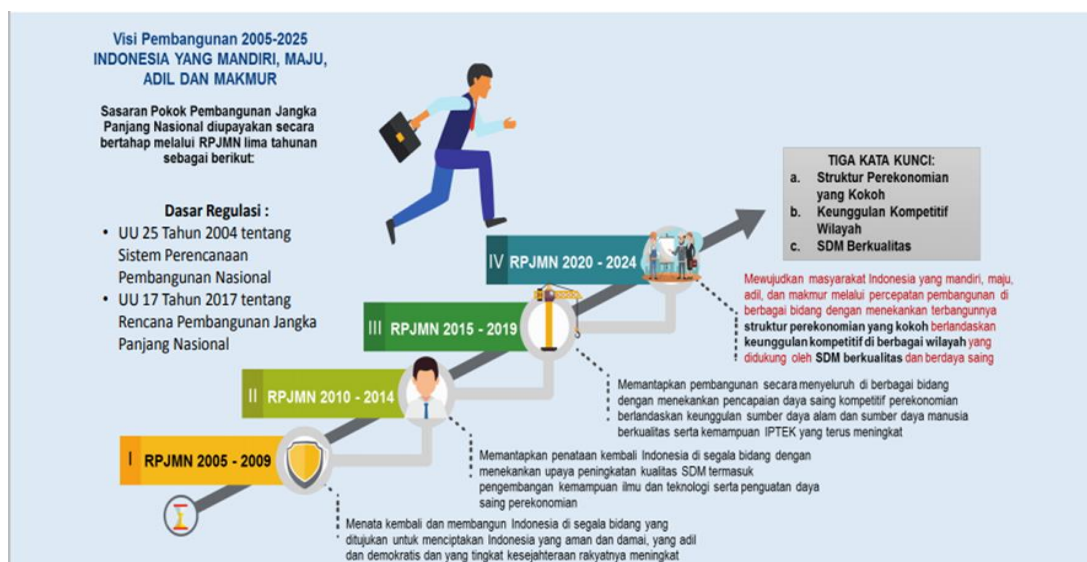 Visi Pembangunan 2005-2025
INDONESIA YANG MANDIRI, MAJU,
ADIL DAN MAKMUR
Sasaran Pokok Pembangunan Jangka
Panjang Nasional diupayakan secara
bertahap melalui RPJMN lima tahunan
sebagai berikut:
Dasar Regulasi :
• UU 25 Tahun 2004 tentang
Sistem Perencanaan
Pembangunan Nasional
• UU 17 Tahun 2017 tentang
Rencana Pembangunan Jangka
Panjang Nasional
TIGA KATA KUNCI:
a. Struktur Perekonomian
yang Kokoh
b. Keunggulan Kompetitif
Wilayah
c. SDM Berkualitas
IV RPJMN 2020 - 2024
Mewujudkan masyarakat Indonesia yang mandiri, maju,
adil, dan makmur melalui percepatan pembangunan di
berbagai bidang dengan menekankan terbangunnya
struktur perekonomian yang kokoh berlandaskan
keunggulan kompetitif di berbagai wilayah yang
didukung oleh SDM berkualitas dan berdaya saing
III RPJMN 2015 - 2019
Memantapkan pembangunan secara menyeluruh di berbagai bidang
dengan menekankan pencapaian daya saing kompetitif perekonomian
berlandaskan keunggulan sumber daya alam dan sumber daya manusia
berkualitas serta kemampuan IPTEK yang terus meningkat
II RPJMN 2010 - 2014
Memantapkan penataan kembali Indonesia di segala bidang dengan
menekankan upaya peningkatan kualitas SDM termasuk
pengembangan kemampuan ilmu dan teknologi serta penguatan daya
saing perekonomian
I RPJMN 2005 - 2009
Menata kembali dan membangun Indonesia di segala bidang yang
ditujukan untuk menciptakan Indonesia yang aman dan damai, yang adil
dan demokratis dan yang tingkat kesejahteraan rakyatnya meningkat